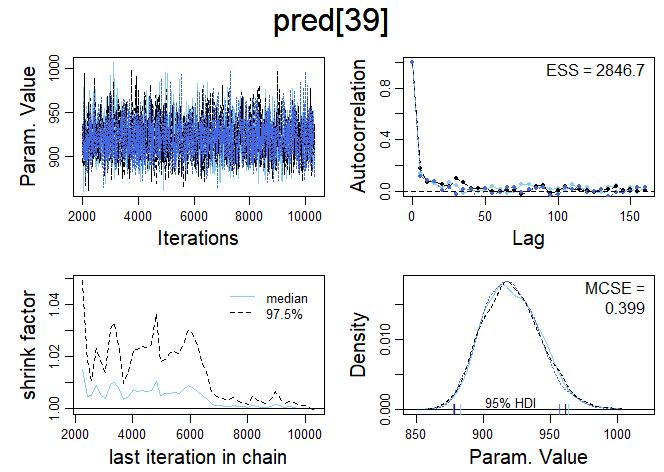 pred[39]
Param. Value
900 950 1000
2000 4000 6000 8000 10000
Iterations
Autocorrelation
0.0 0.4 0.8
ESS = 2846.7
0 50 100 150
Lag
shrink factor
1.00 1.02 1.04
median
97.5%
2000 4000 6000 8000 10000
last iteration in chain
Density
0.000 0.010
MCSE =
0.399
95% HDI
850 900 950 1000
Param. Value